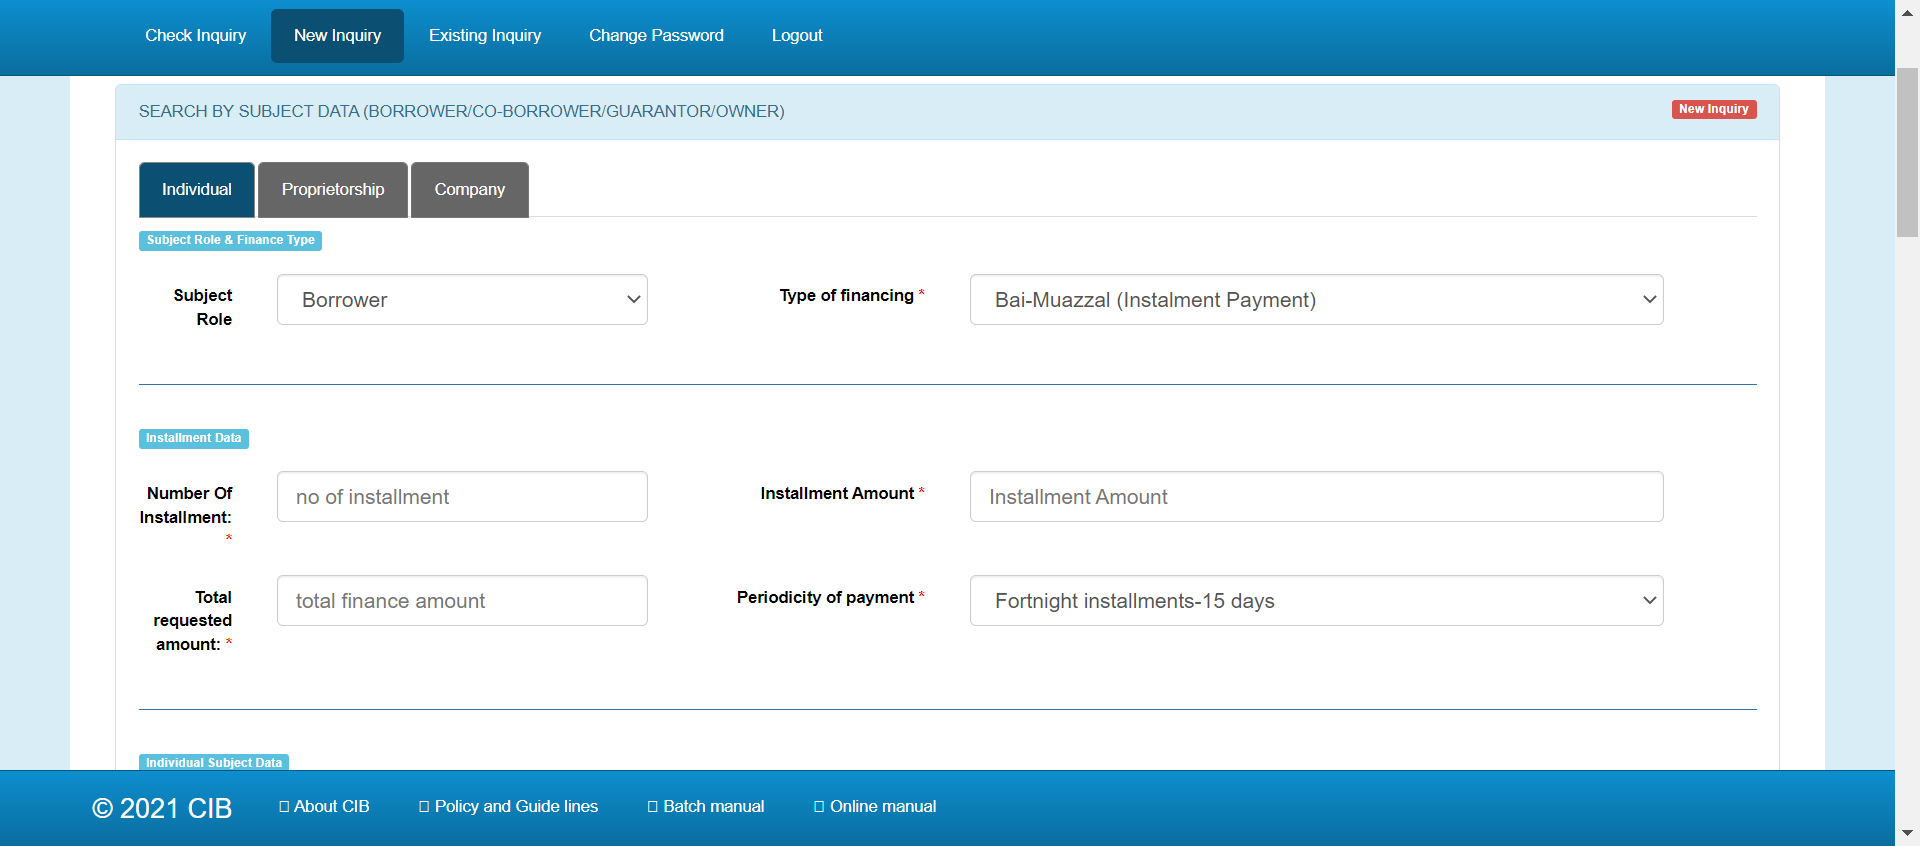 Check Inquiry New Inquiry Existing Inquiry Change Password Logout
SEARCH BY SUBJECT DATA (BORROWER/CO-BORROWER/GUARANTOR/OWNER) New Inquiry
Individual Proprietorship Company
Subject Role & Finance Type
Subject Role Borrower Type of financing * Bai-Muazzal (Instalment Payment)
Installment Data
Number Of Installment: * no of installment Installment Amount * Installment Amount
Total requested amount: * total finance amount Periodicity of payment * Fortnight installments-15 days
Individual Subject Data
© 2021 CIB About CIB Policy and Guide lines Batch manual Online manual